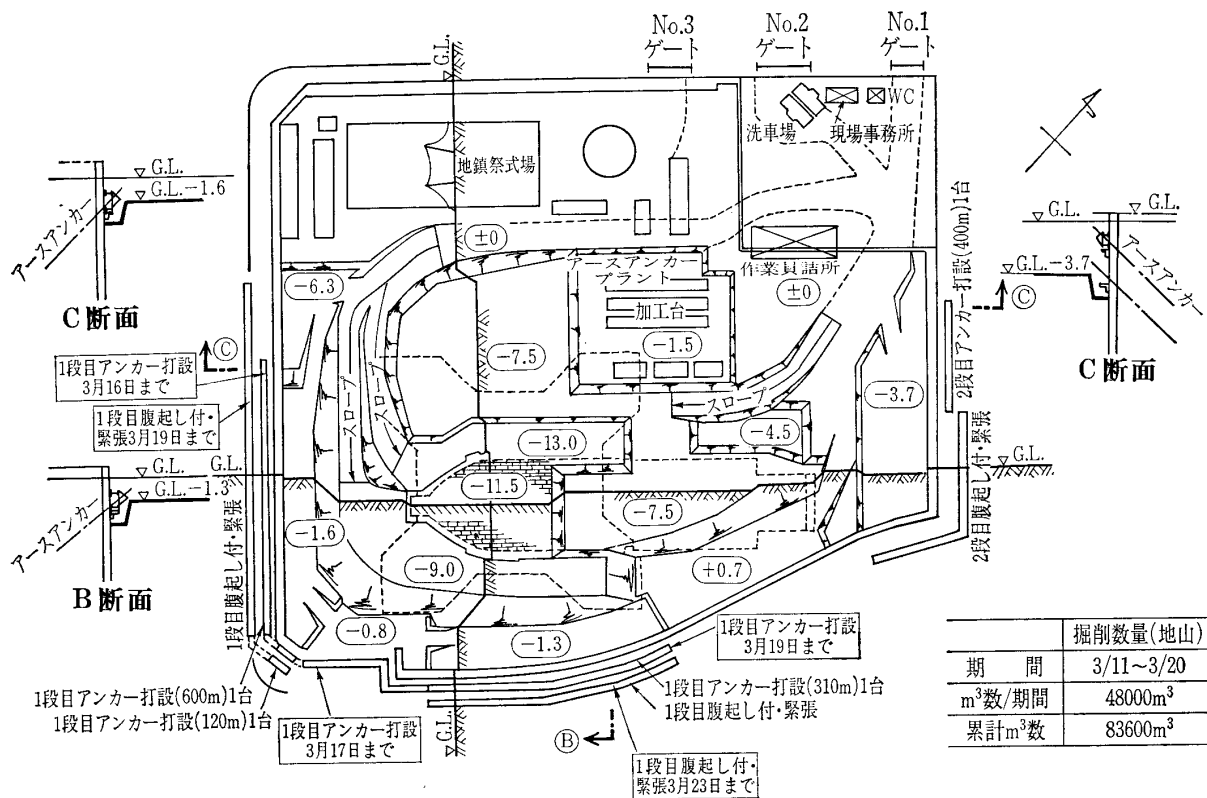 No.3
ゲート
No.2
ゲート
No.1
ゲート
G.L.
WC
洗車場
現場事務所
地鎮祭式場
G.L.
G.L.-1.6
アースアンカー
C断面
±0
作業員詰所
アースアンカー
プラント
加工台
-1.5
±0
-6.3
-7.5
スロープ
スロープ
スロープ
-3.7
-4.5
-13.0
-11.5
-7.5
-1.6
-9.0
+0.7
-0.8
-1.3
2段目アンカー打設(400m)1台
Ⓒ
G.L.
G.L.-3.7
アースアンカー
C断面
2段目腹起し付・緊張
G.L.
Ⓒ
1段目アンカー打設
3月16日まで
1段目腹起し付・
緊張3月19日まで
G.L.
G.L.
G.L.-1.3
アースアンカー
B断面
1段目腹起し付・緊張
1段目アンカー打設(600m)1台
1段目アンカー打設(120m)1台
1段目アンカー打設
3月17日まで
G.L.
1段目アンカー打設
3月19日まで
1段目アンカー打設(310m)1台
1段目腹起し付・緊張
Ⓑ
1段目腹起し付・
緊張3月23日まで
掘削数量(地山)
期 間 3/11~3/20
m³数/期間 48000m³
累計m³数 83600m³